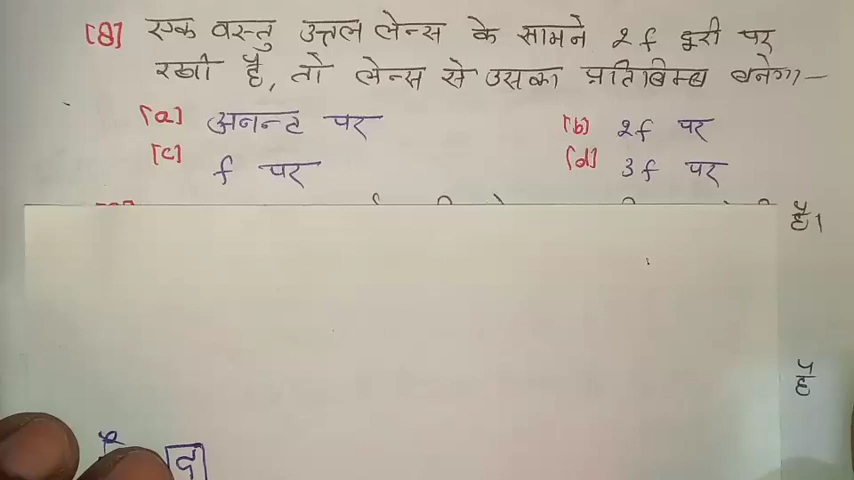 [8] एक वस्तु उत्तल लेन्स के सामने 2f दूरी पर
रखी है, तो लेन्स से उसका प्रतिबिम्ब बनेगा—
[a] अनन्त पर [b] 2f पर
[c] f पर [d] 3f पर
है।
है
द